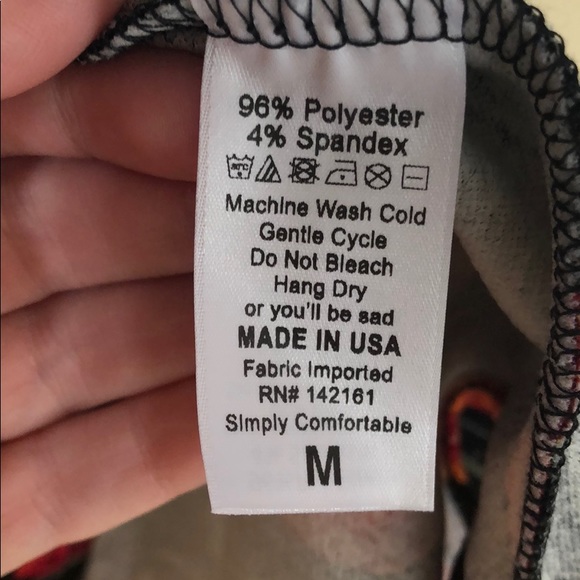 96% Polyester
4% Spandex
Machine Wash Cold
Gentle Cycle
Do Not Bleach
Hang Dry
or you'll be sad
MADE IN USA
Fabric Imported
RN# 142161
Simply Comfortable
M